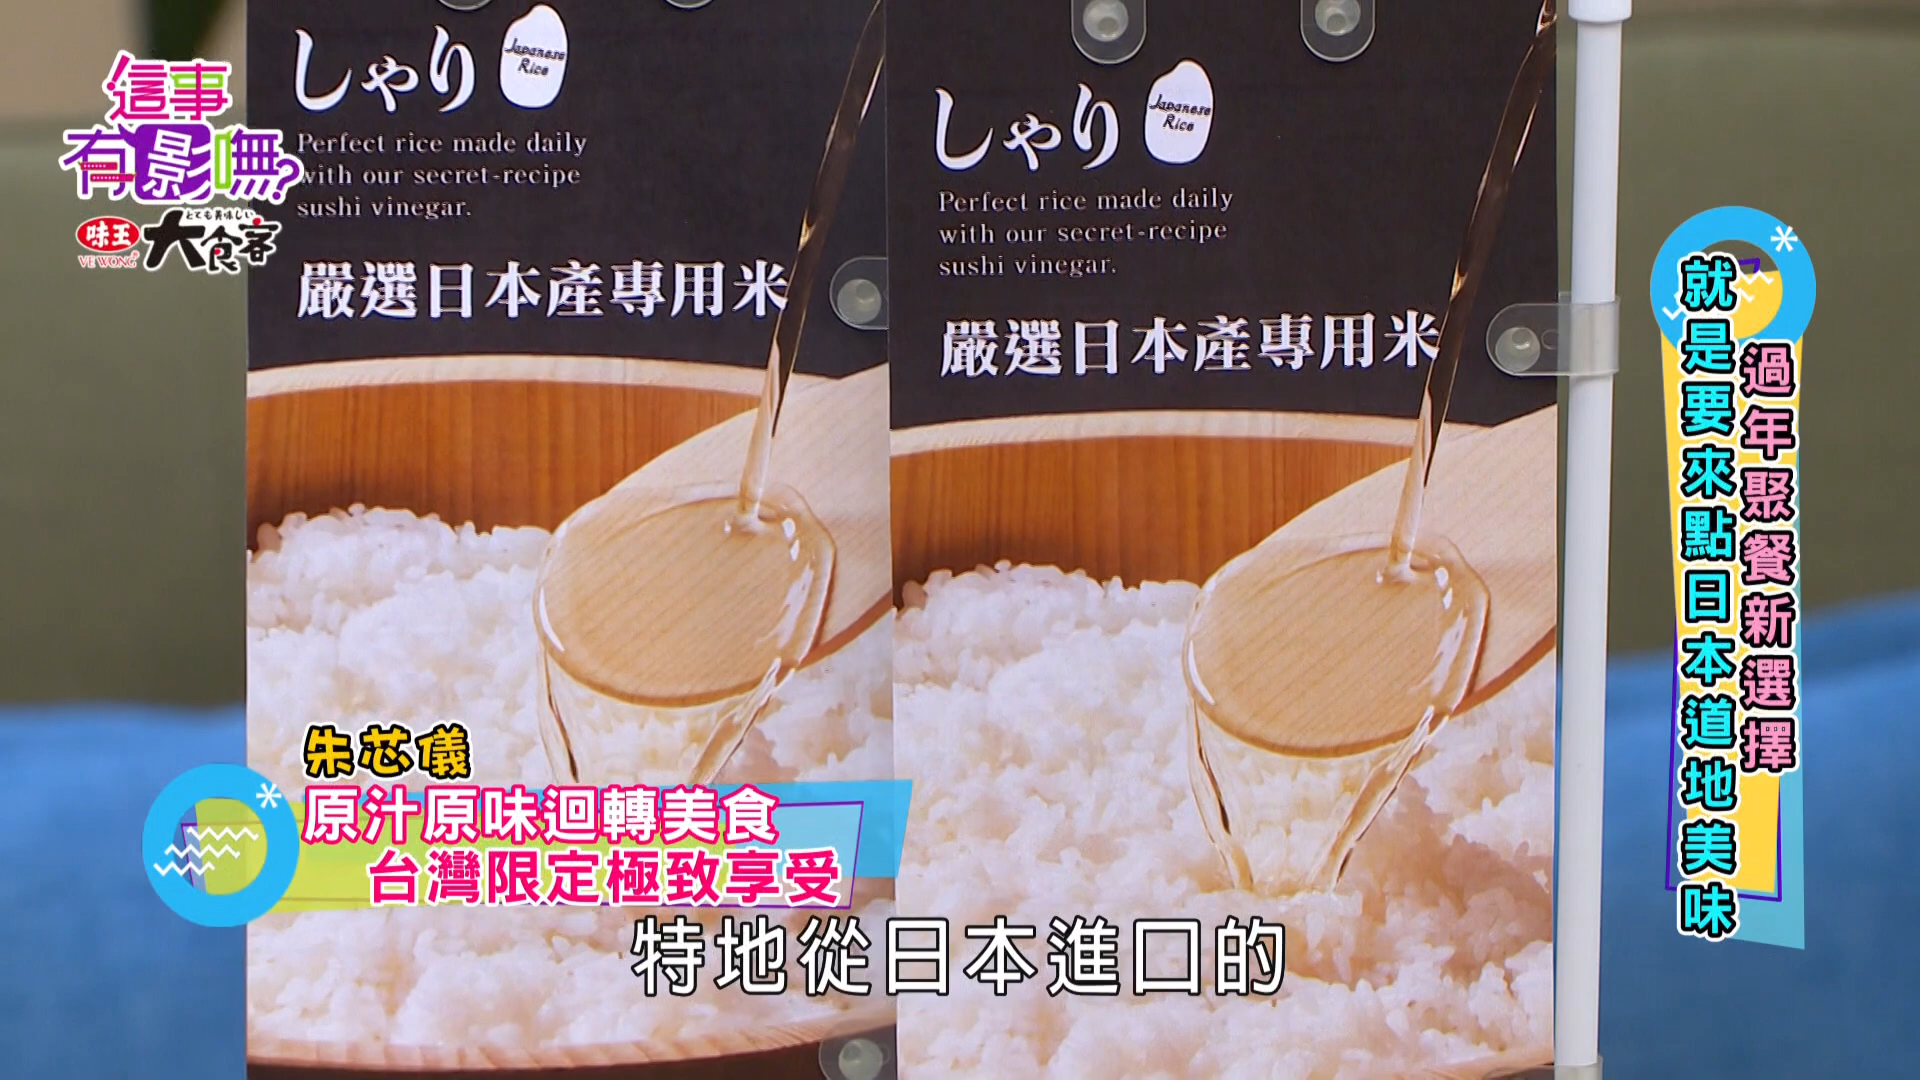 這事
有影嘸?
味王
VE WONG
とても美味しい
大食客
しゃり
Japanese
Rice
Perfect rice made daily
with our secret-recipe
sushi vinegar.
嚴選日本產專用米
しゃり
Japanese
Rice
Perfect rice made daily
with our secret-recipe
sushi vinegar.
嚴選日本產專用米
過年聚餐新選擇
就是要來點日本道地美味
朱芯儀
原汁原味迴轉美食
台灣限定極致享受
特地從日本進口的